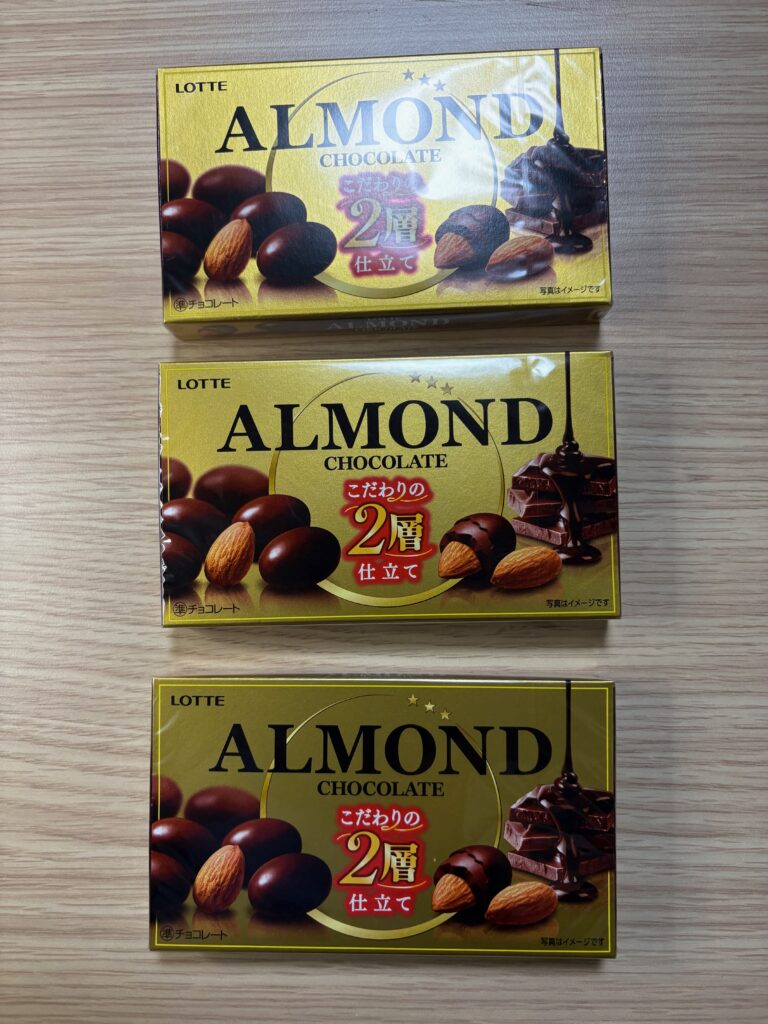 LOTTE
ALMOND
CHOCOLATE
こだわりの
2層
仕立て
準チョコレート
写真はイメージです
ALMOND
LOTTE
ALMOND
CHOCOLATE
こだわりの
2層
仕立て
準チョコレート
写真はイメージです
LOTTE
ALMOND
CHOCOLATE
こだわりの
2層
仕立て
準チョコレート
写真はイメージです